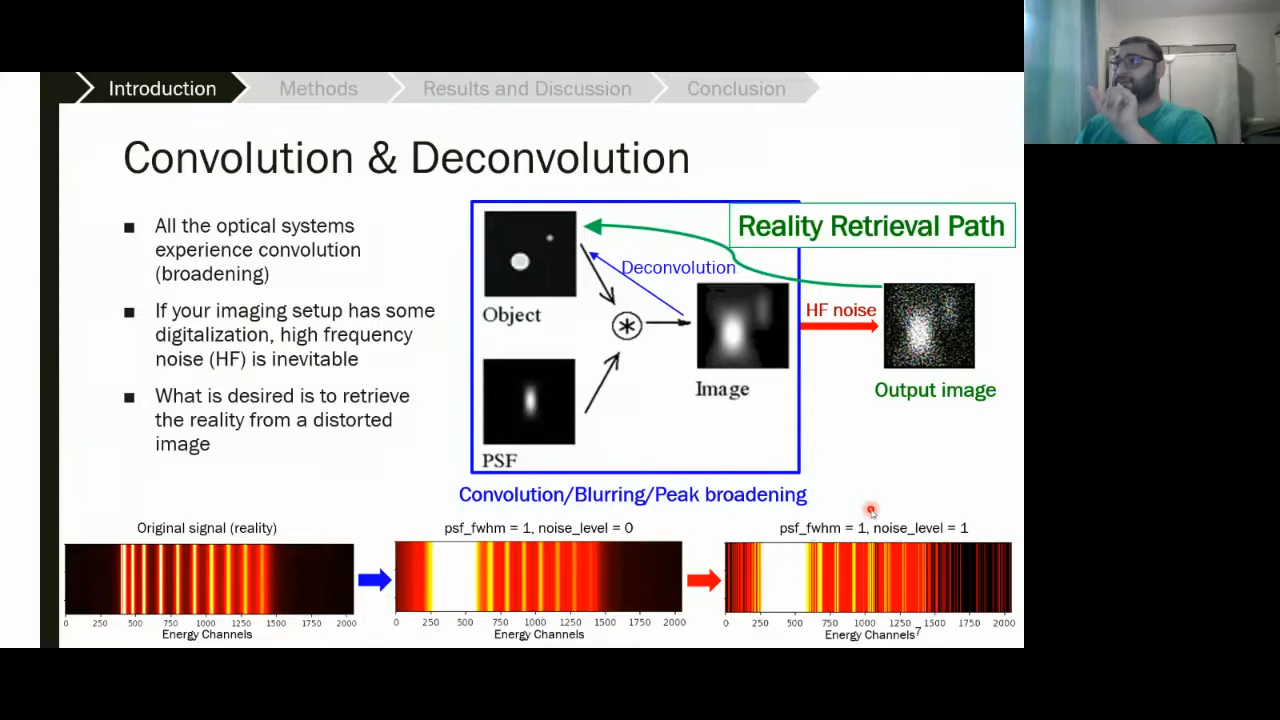 Introduction
Methods
Results and Discussion
Conclusion
Convolution & Deconvolution
All the optical systems
experience convolution
(broadening)
If your imaging setup has some
digitalization, high frequency
noise (HF) is inevitable
What is desired is to retrieve
the reality from a distorted
image
Reality Retrieval Path
Deconvolution
Object
HF noise
Image
Output image
PSF
Convolution/Blurring/Peak broadening
Original signal (reality)
0 250 500 750 1000 1250 1500 1750 2000
Energy Channels
psf_fwhm = 1, noise_level = 0
0 250 500 750 1000 1250 1500 1750 2000
Energy Channels
psf_fwhm = 1, noise_level = 1
0 250 500 750 1000 1250 1500 1750 2000
Energy Channels
7